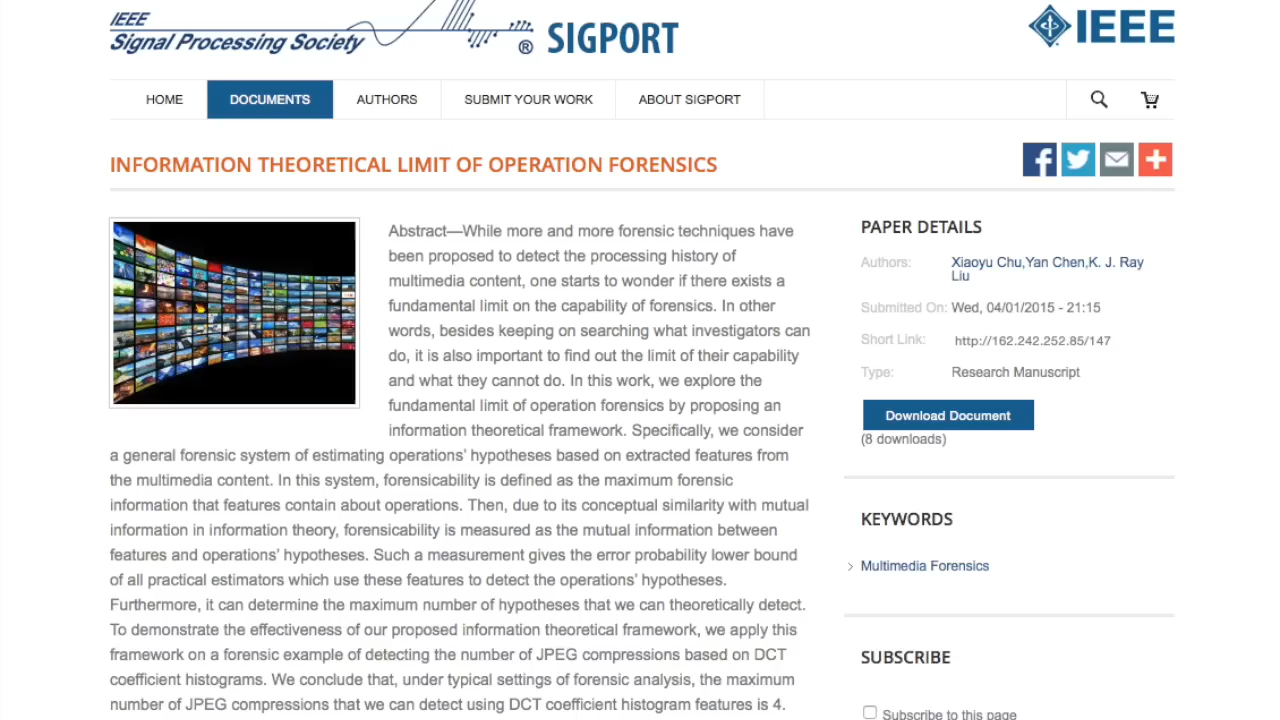 IEEE
Signal Processing Society
® SIGPORT
IEEE
HOME
DOCUMENTS
AUTHORS
SUBMIT YOUR WORK
ABOUT SIGPORT
INFORMATION THEORETICAL LIMIT OF OPERATION FORENSICS
Abstract—While more and more forensic techniques have
been proposed to detect the processing history of
multimedia content, one starts to wonder if there exists a
fundamental limit on the capability of forensics. In other
words, besides keeping on searching what investigators can
do, it is also important to find out the limit of their capability
and what they cannot do. In this work, we explore the
fundamental limit of operation forensics by proposing an
information theoretical framework. Specifically, we consider
a general forensic system of estimating operations' hypotheses based on extracted features from
the multimedia content. In this system, forensicability is defined as the maximum forensic
information that features contain about operations. Then, due to its conceptual similarity with mutual
information in information theory, forensicability is measured as the mutual information between
features and operations' hypotheses. Such a measurement gives the error probability lower bound
of all practical estimators which use these features to detect the operations' hypotheses.
Furthermore, it can determine the maximum number of hypotheses that we can theoretically detect.
To demonstrate the effectiveness of our proposed information theoretical framework, we apply this
framework on a forensic example of detecting the number of JPEG compressions based on DCT
coefficient histograms. We conclude that, under typical settings of forensic analysis, the maximum
number of JPEG compressions that we can detect using DCT coefficient histogram features is 4.
PAPER DETAILS
Authors: Xiaoyu Chu,Yan Chen,K. J. Ray
Liu
Submitted On: Wed, 04/01/2015 - 21:15
Short Link: http://162.242.252.85/147
Type: Research Manuscript
Download Document
(8 downloads)
KEYWORDS
Multimedia Forensics
SUBSCRIBE
Subscribe to this page